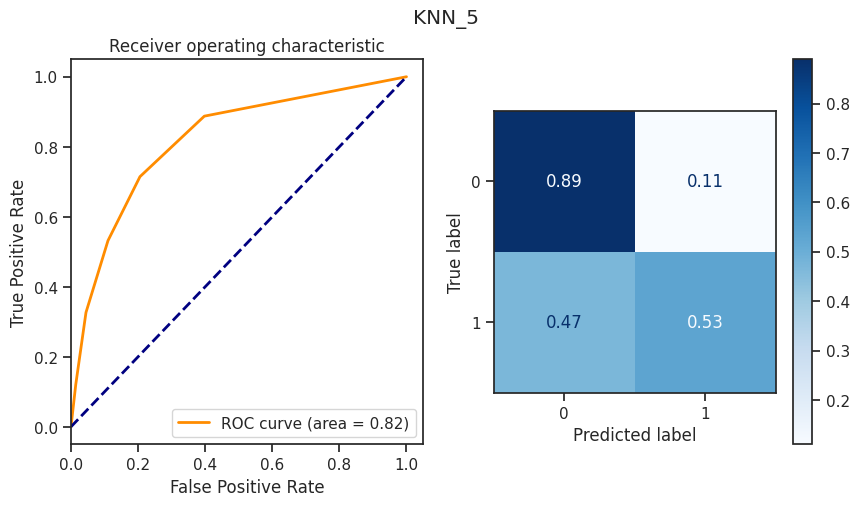 KNN_5
Receiver operating characteristic
True Positive Rate
1.0
0.8
0.6
0.4
0.2
0.0
ROC curve (area = 0.82)
0.0 0.2 0.4 0.6 0.8 1.0
False Positive Rate
True label
0
1
0.89 0.11
0.47 0.53
0 1
Predicted label
0.8
0.7
0.6
0.5
0.4
0.3
0.2